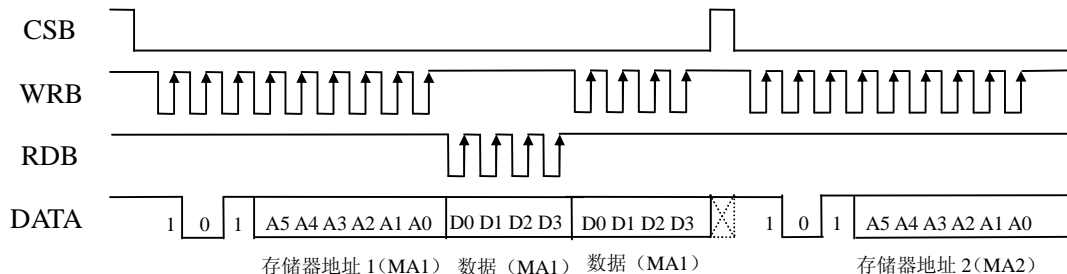 CSB
WRB
RDB
DATA 1 0 1 A5 A4 A3 A2 A1 A0 D0 D1 D2 D3 D0 D1 D2 D3 1 0 1 A5 A4 A3 A2 A1 A0
存储器地址 1（MA1） 数据（MA1） 数据（MA1） 存储器地址 2（MA2）